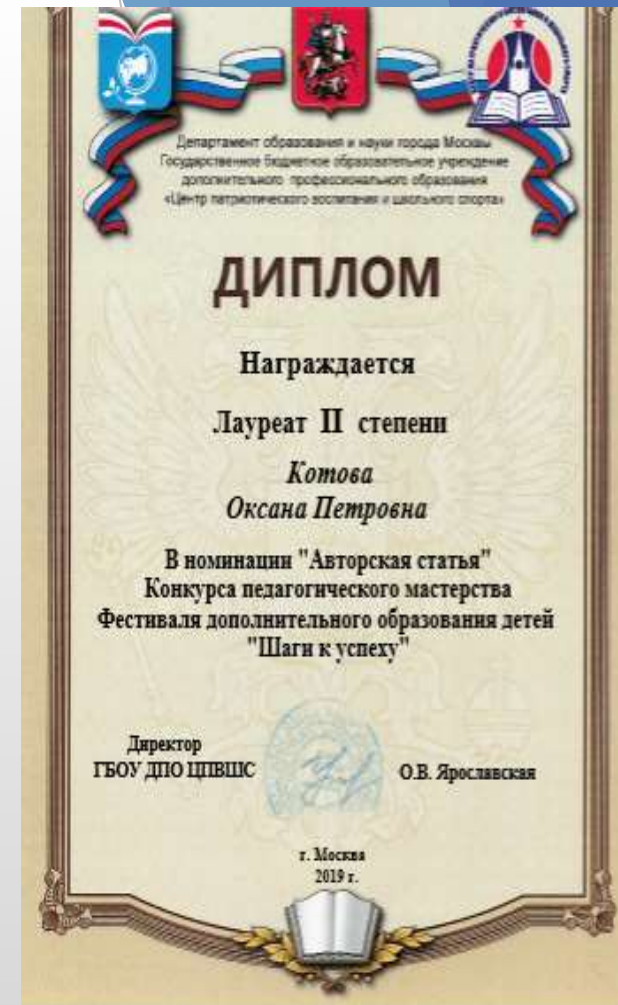 Департамент образования и науки города Москвы
Государственное бюджетное образовательное учреждение
дополнительного профессионального образования
«Центр патриотического воспитания и школьного спорта»
ДИПЛОМ
Награждается
Лауреат II степени
Котова
Оксана Петровна
В номинации "Авторская статья"
Конкурса педагогического мастерства
Фестиваля дополнительного образования детей
"Шаги к успеху"
Директор
ГБОУ ДПО ЦПВШС
О.В. Ярославская
г. Москва
2019 г.